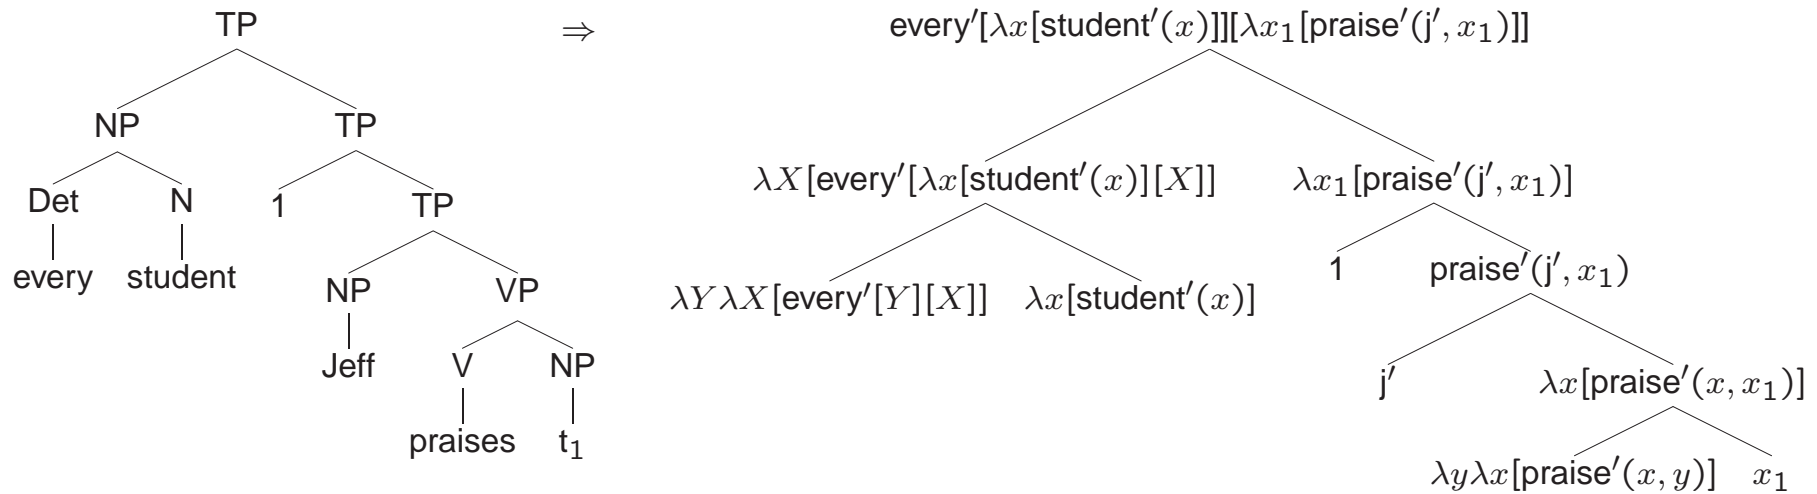 TP ⇒ every′[λx[student′(x)]][λx₁[praise′(j′, x₁)]]
NP TP
λX[every′[λx[student′(x)][X]] λx₁[praise′(j′, x₁)]
Det N 1 TP
every student 1 praise′(j′, x₁)
NP VP λYλX[every′[Y][X]] λx[student′(x)]
Jeff V NP j′ λx[praise′(x, x₁)]
praises t₁
λyλx[praise′(x, y)] x₁